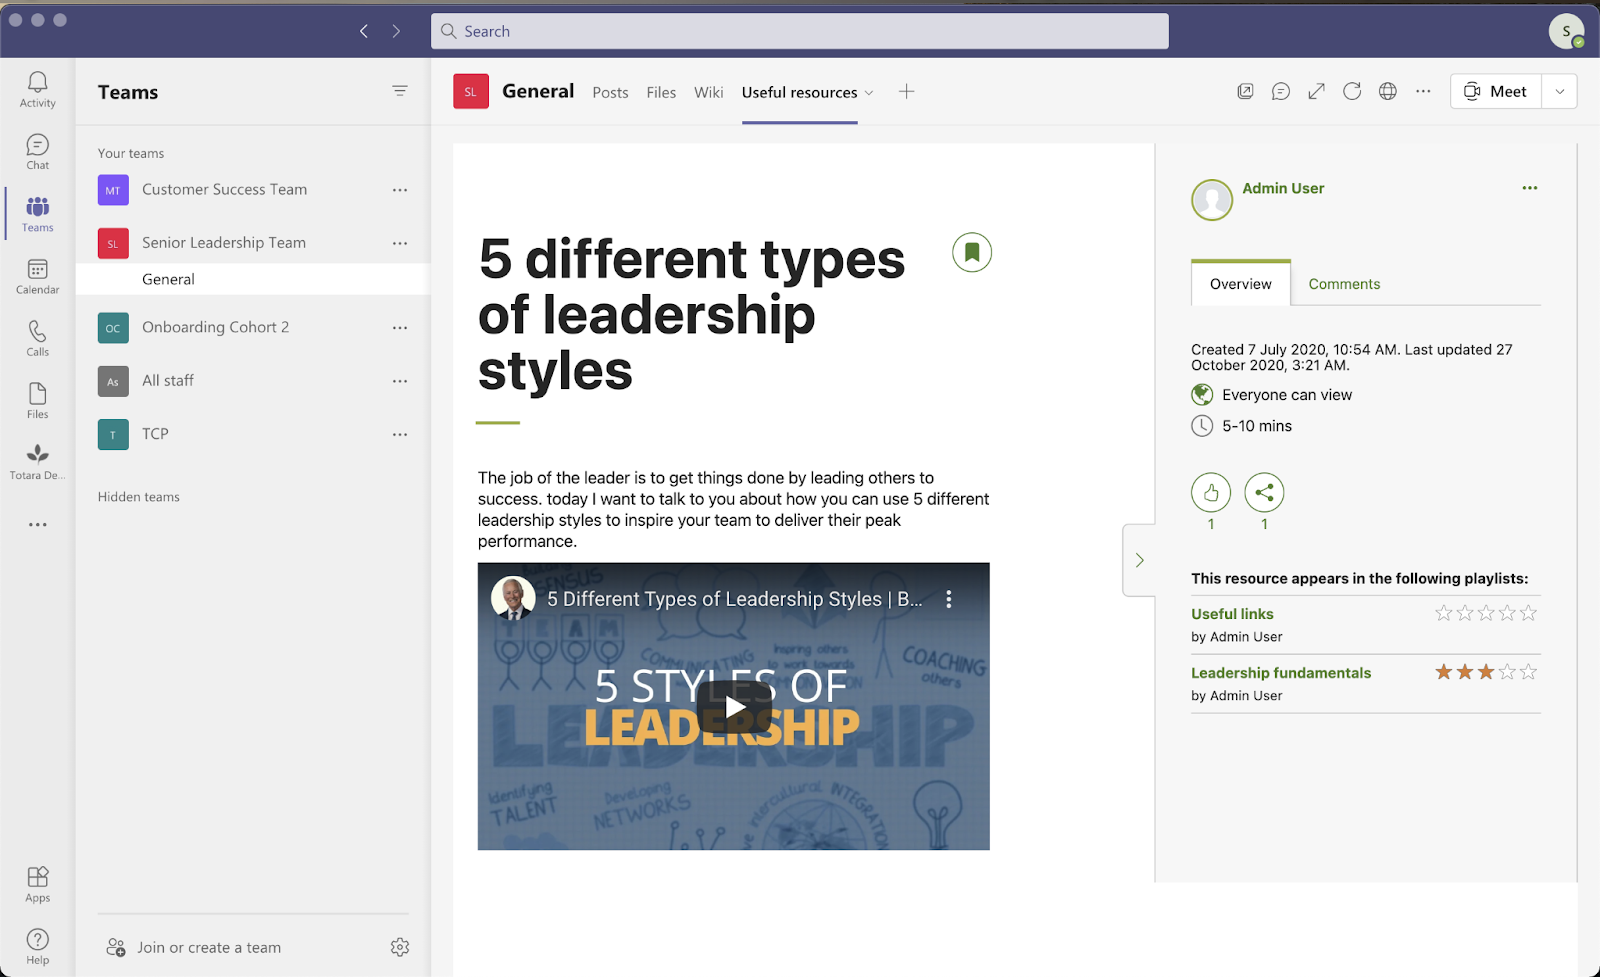 Search
S
Activity
Chat
Teams
Calendar
Calls
Files
Totara De...
Apps
Help
Teams
Your teams
MT Customer Success Team
SL Senior Leadership Team
General
OC Onboarding Cohort 2
As All staff
T TCP
Hidden teams
Join or create a team
SL General Posts Files Wiki Useful resources
Meet
5 different types
of leadership
styles
The job of the leader is to get things done by leading others to
success. today I want to talk to you about how you can use 5 different
leadership styles to inspire your team to deliver their peak
performance.
5 Different Types of Leadership Styles | B...
CONSENSUS
TEAM
COMMUNICATING
Inspiring others
to work towards
COMMON
COACHING
others
5 STYLES OF
LEADERSHIP
LEADERSHIP
Identifying
TALENT
Developing
NETWORKS
intercultural INTEGRATION
Admin User
Overview Comments
Created 7 July 2020, 10:54 AM. Last updated 27
October 2020, 3:21 AM.
Everyone can view
5-10 mins
1 1
This resource appears in the following playlists:
Useful links
by Admin User
Leadership fundamentals
by Admin User